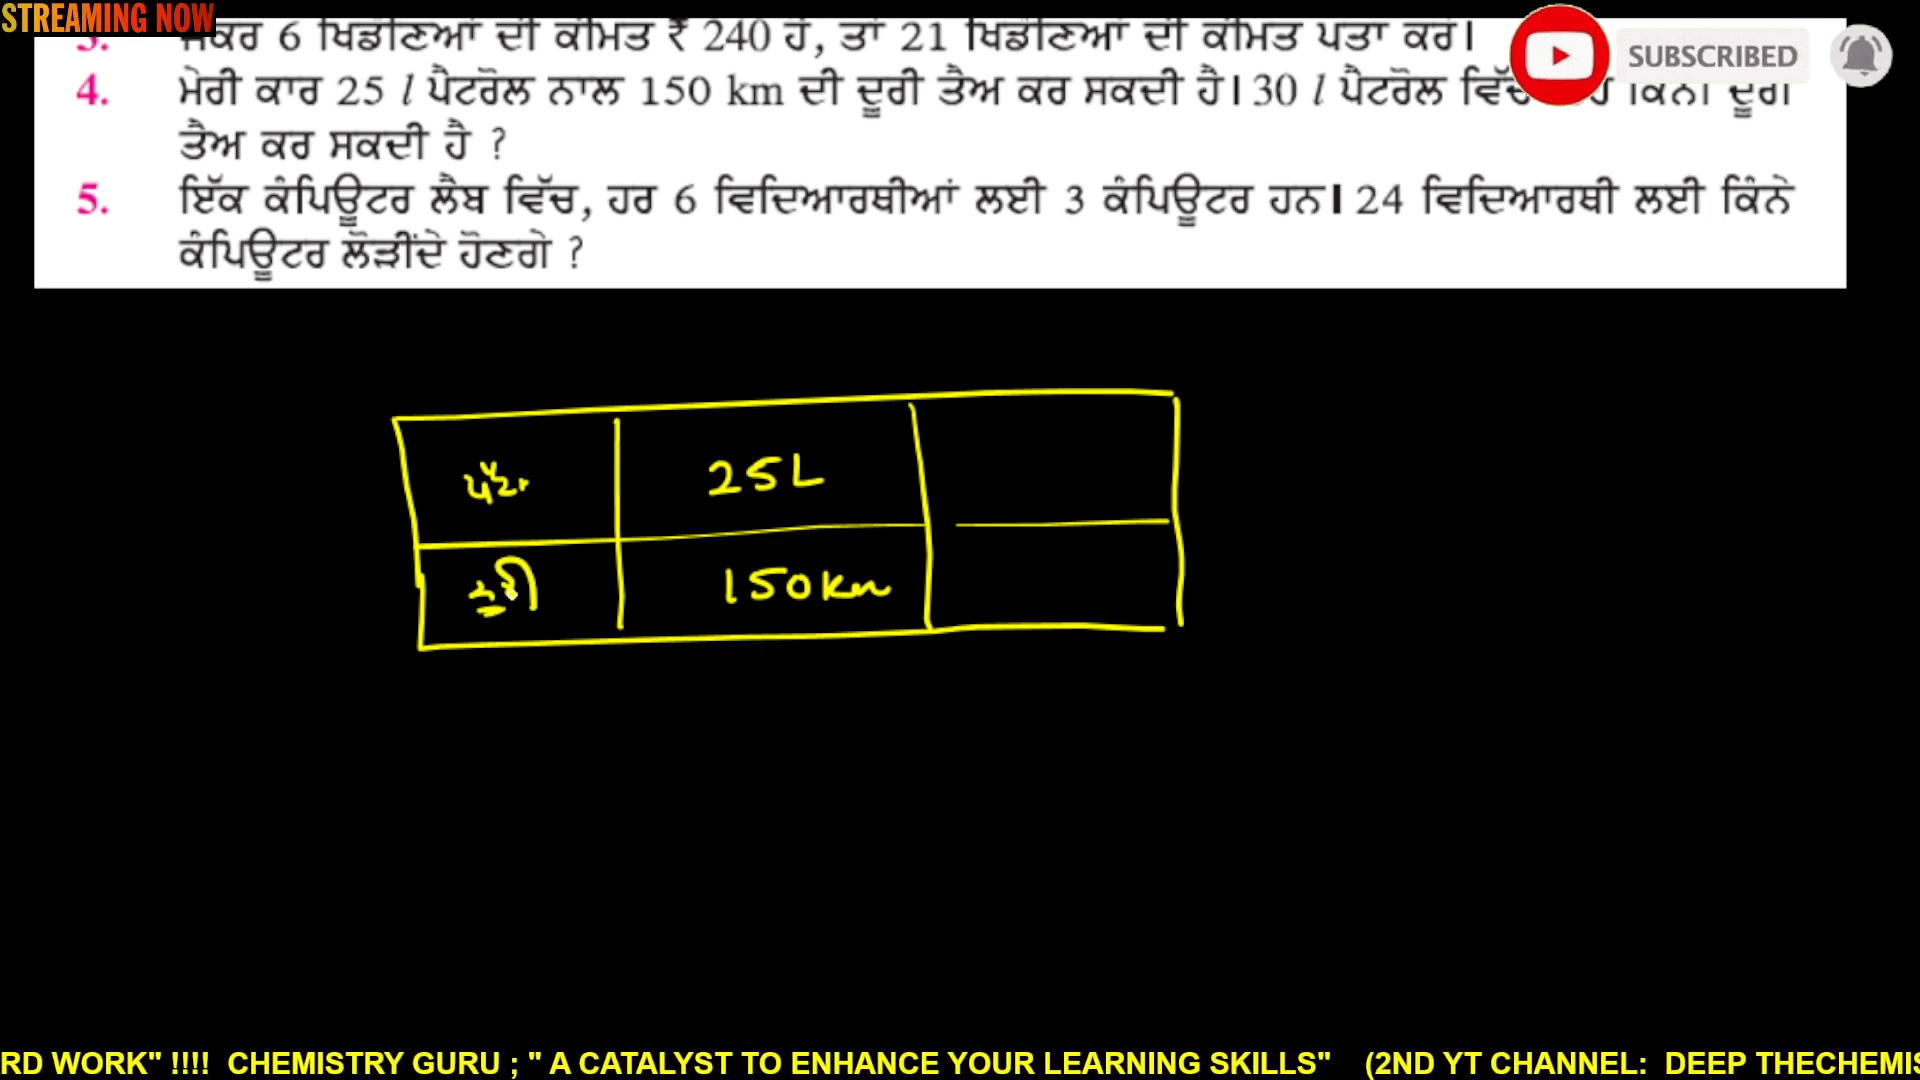 STREAMING NOW
3. ਜੇਕਰ 6 ਖਿਡੌਣਿਆਂ ਦੀ ਕੀਮਤ ₹ 240 ਹੈ, ਤਾਂ 21 ਖਿਡੌਣਿਆਂ ਦੀ ਕੀਮਤ ਪਤਾ ਕਰੋ।
SUBSCRIBED
4. ਮੇਰੀ ਕਾਰ 25 l ਪੈਟਰੋਲ ਨਾਲ 150 km ਦੀ ਦੂਰੀ ਤੈਅ ਕਰ ਸਕਦੀ ਹੈ। 30 l ਪੈਟਰੋਲ ਵਿੱਚ ਕਿੰਨੀ ਦੂਰੀ
ਤੈਅ ਕਰ ਸਕਦੀ ਹੈ ?
5. ਇੱਕ ਕੰਪਿਊਟਰ ਲੈਬ ਵਿੱਚ, ਹਰ 6 ਵਿਦਿਆਰਥੀਆਂ ਲਈ 3 ਕੰਪਿਊਟਰ ਹਨ। 24 ਵਿਦਿਆਰਥੀ ਲਈ ਕਿੰਨੇ
ਕੰਪਿਊਟਰ ਲੋੜੀਂਦੇ ਹੋਣਗੇ ?
25L
ਦੂਰੀ 150km
RD WORK" !!!! CHEMISTRY GURU ; " A CATALYST TO ENHANCE YOUR LEARNING SKILLS" (2ND YT CHANNEL: DEEP THECHEMIS